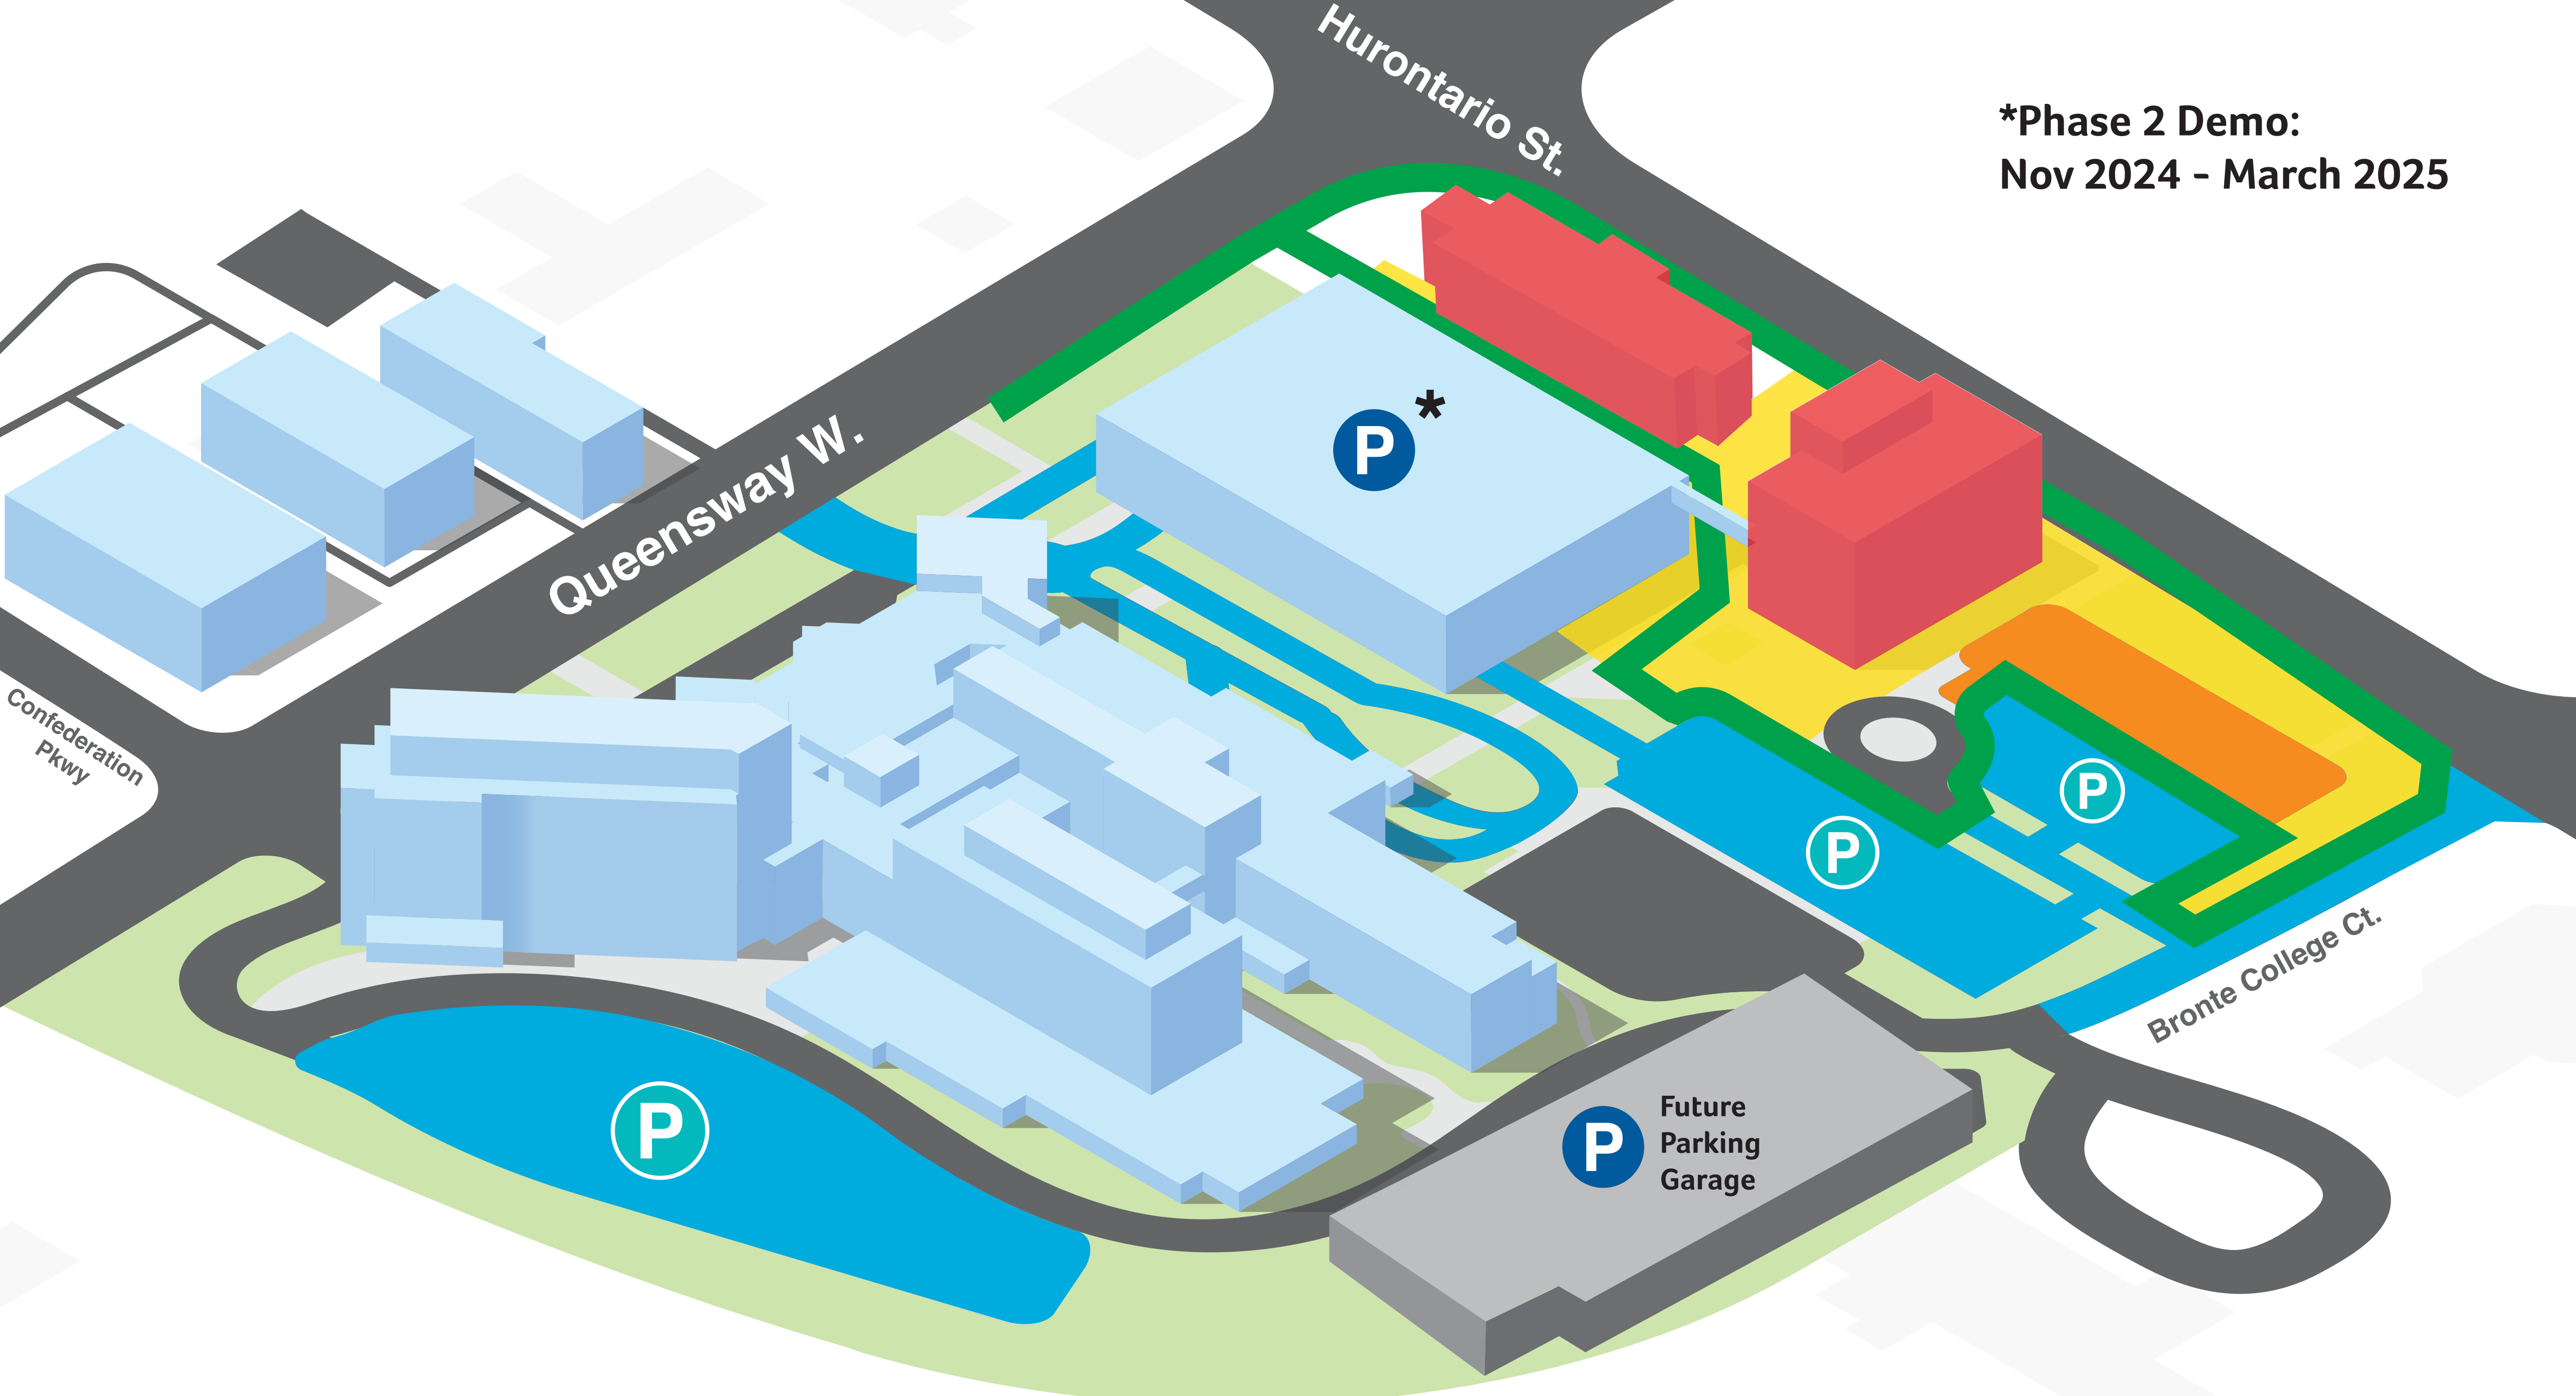 Hurontario St.
*Phase 2 Demo:
Nov 2024 - March 2025
P*
Queensway W.
Confederation
Pkwy
P
P
Bronte College Ct.
P
P
Future
Parking
Garage